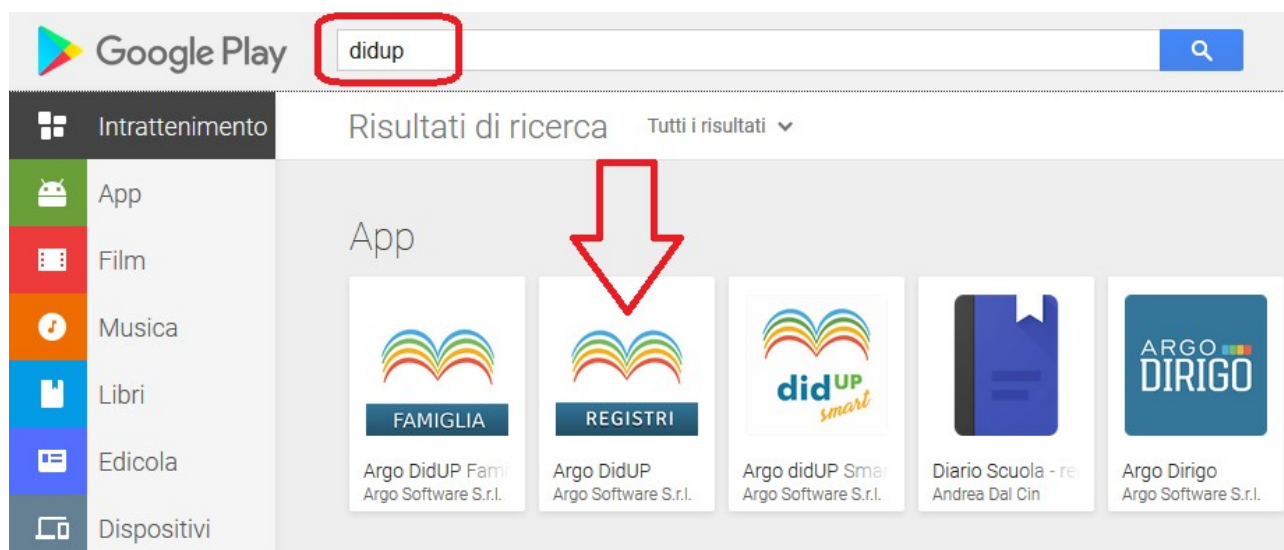 Google Play
didup
Intrattenimento
Risultati di ricerca
Tutti i risultati
App
Film
Musica
Libri
Edicola
Dispositivi
App
FAMIGLIA
Argo DidUP Fami
Argo Software S.r.l.
REGISTRI
Argo DidUP
Argo Software S.r.l.
did UP
smart
Argo didUP Smar
Argo Software S.r.l.
Diario Scuola - re
Andrea Dal Cin
ARGO
DIRIGO
Argo Dirigo
Argo Software S.r.l.